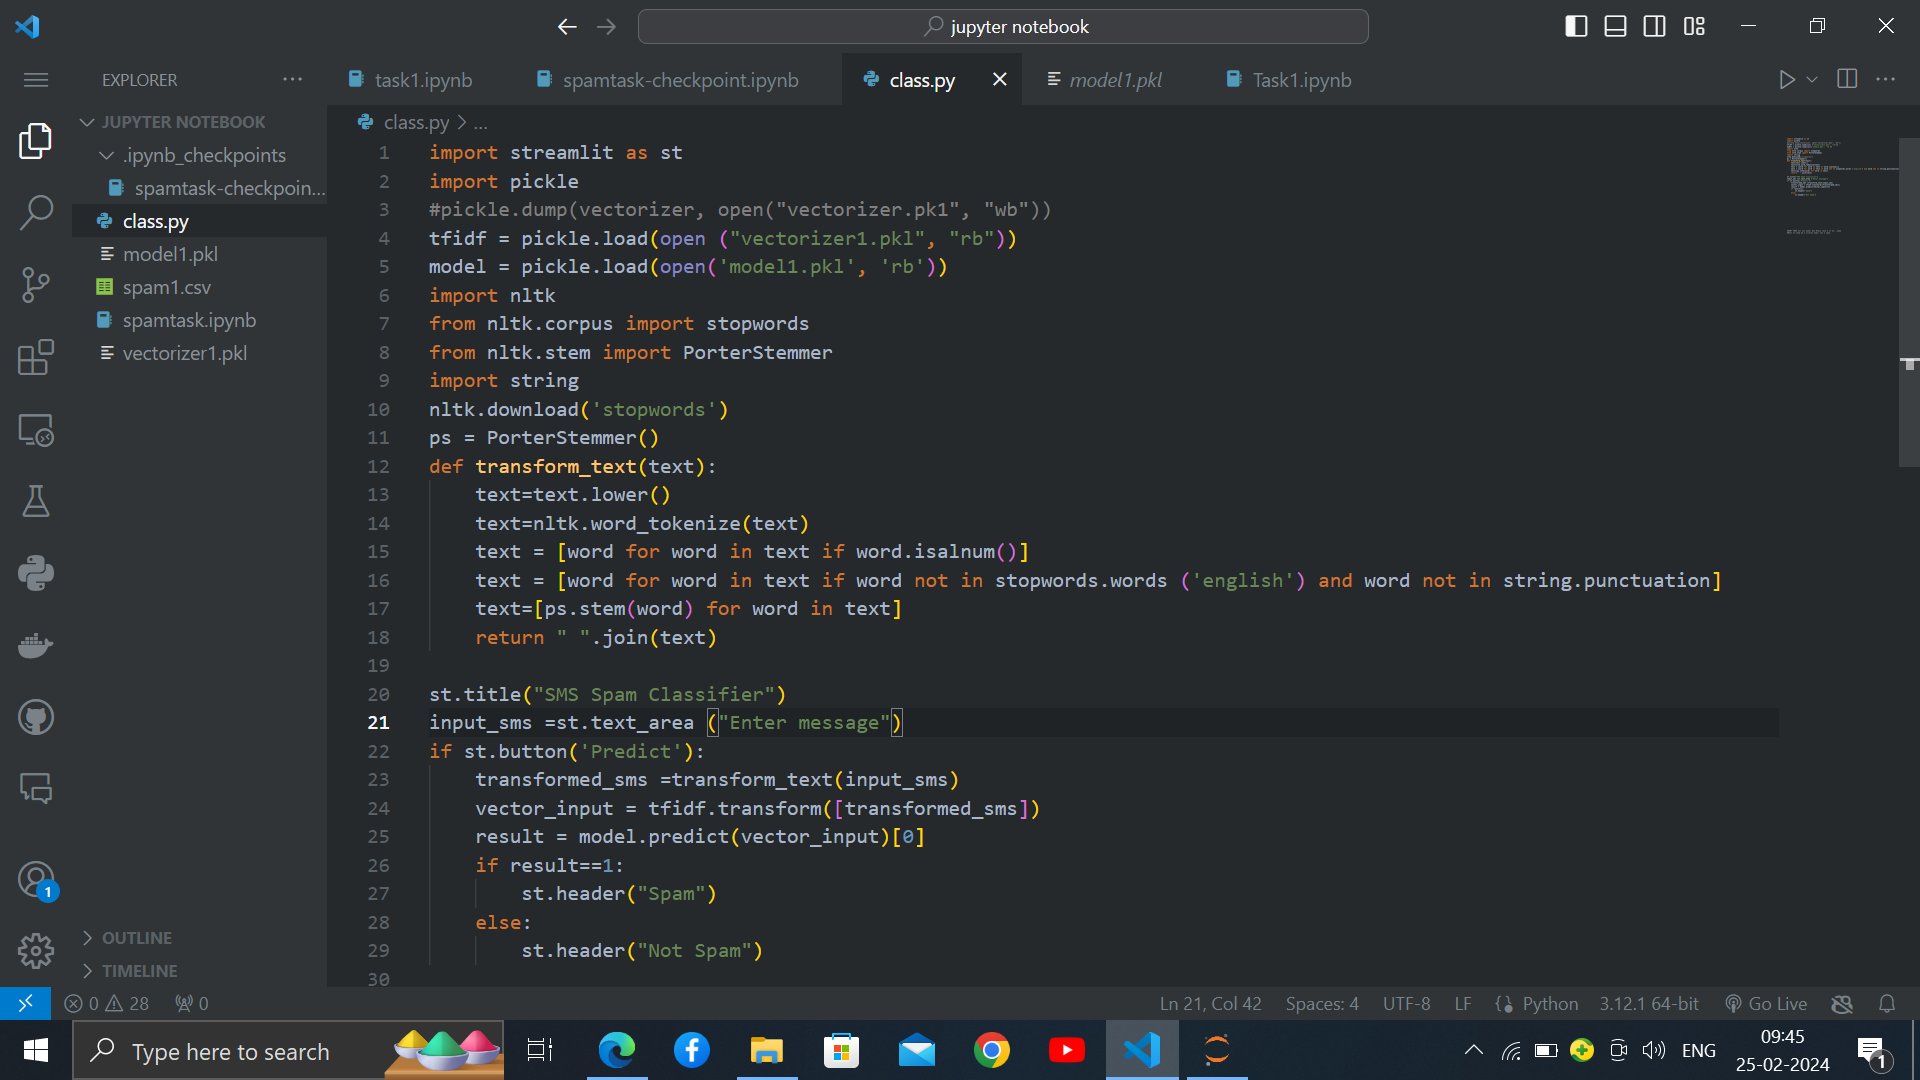 jupyter notebook
EXPLORER
task1.ipynb
spamtask-checkpoint.ipynb
class.py
model1.pkl
Task1.ipynb
JUPYTER NOTEBOOK
.ipynb_checkpoints
spamtask-checkpoin...
class.py
model1.pkl
spam1.csv
spamtask.ipynb
vectorizer1.pkl
OUTLINE
TIMELINE
class.py > ...
1 import streamlit as st
2 import pickle
3 #pickle.dump(vectorizer, open("vectorizer.pk1", "wb"))
4 tfidf = pickle.load(open ("vectorizer1.pkl", "rb"))
5 model = pickle.load(open('model1.pkl', 'rb'))
6 import nltk
7 from nltk.corpus import stopwords
8 from nltk.stem import PorterStemmer
9 import string
10 nltk.download('stopwords')
11 ps = PorterStemmer()
12 def transform_text(text):
13     text=text.lower()
14     text=nltk.word_tokenize(text)
15     text = [word for word in text if word.isalnum()]
16     text = [word for word in text if word not in stopwords.words ('english') and word not in string.punctuation]
17     text=[ps.stem(word) for word in text]
18     return " ".join(text)
19
20 st.title("SMS Spam Classifier")
21 input_sms =st.text_area ("Enter message")
22 if st.button('Predict'):
23     transformed_sms =transform_text(input_sms)
24     vector_input = tfidf.transform([transformed_sms])
25     result = model.predict(vector_input)[0]
26     if result==1:
27         st.header("Spam")
28     else:
29         st.header("Not Spam")
30
1
0 28 0
Ln 21, Col 42
Spaces: 4
UTF-8
LF
Python
3.12.1 64-bit
Go Live
Type here to search
ENG
09:45
25-02-2024
1